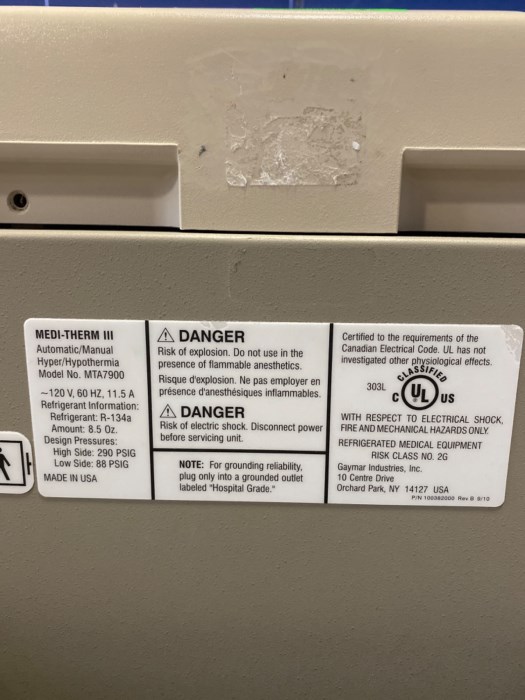 MEDI-THERM III
Automatic/Manual
Hyper/Hypothermia
Model No. MTA7900
~120 V, 60 HZ, 11.5 A
Refrigerant Information:
Refrigerant: R-134a
Amount: 8.5 Oz.
Design Pressures:
High Side: 290 PSIG
Low Side: 88 PSIG
MADE IN USA
⚠ DANGER
Risk of explosion. Do not use in the
presence of flammable anesthetics.
Risque d'explosion. Ne pas employer en
présence d'anesthésiques inflammables.
⚠ DANGER
Risk of electric shock. Disconnect power
before servicing unit.
NOTE: For grounding reliability,
plug only into a grounded outlet
labeled "Hospital Grade."
Certified to the requirements of the
Canadian Electrical Code. UL has not
investigated other physiological effects.
CLASSIFIED
303L
C UL US
WITH RESPECT TO ELECTRICAL SHOCK,
FIRE AND MECHANICAL HAZARDS ONLY.
REFRIGERATED MEDICAL EQUIPMENT
RISK CLASS NO. 2G
Gaymar Industries, Inc.
10 Centre Drive
Orchard Park, NY 14127 USA
P/N 100382000 Rev B 9/10